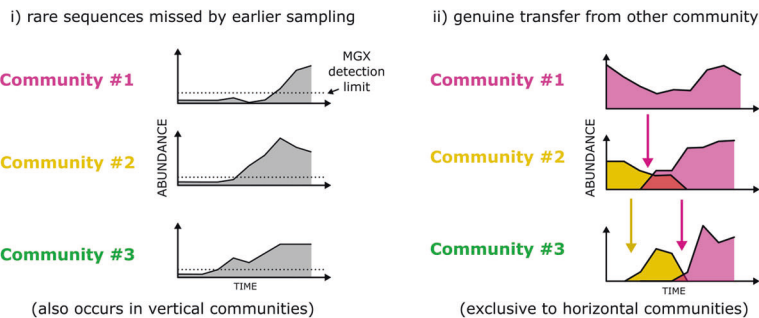 i) rare sequences missed by earlier sampling
Community #1
MGX
detection
limit
Community #2
ABUNDANCE
Community #3
TIME
(also occurs in vertical communities)
ii) genuine transfer from other community
Community #1
Community #2
ABUNDANCE
Community #3
TIME
(exclusive to horizontal communities)